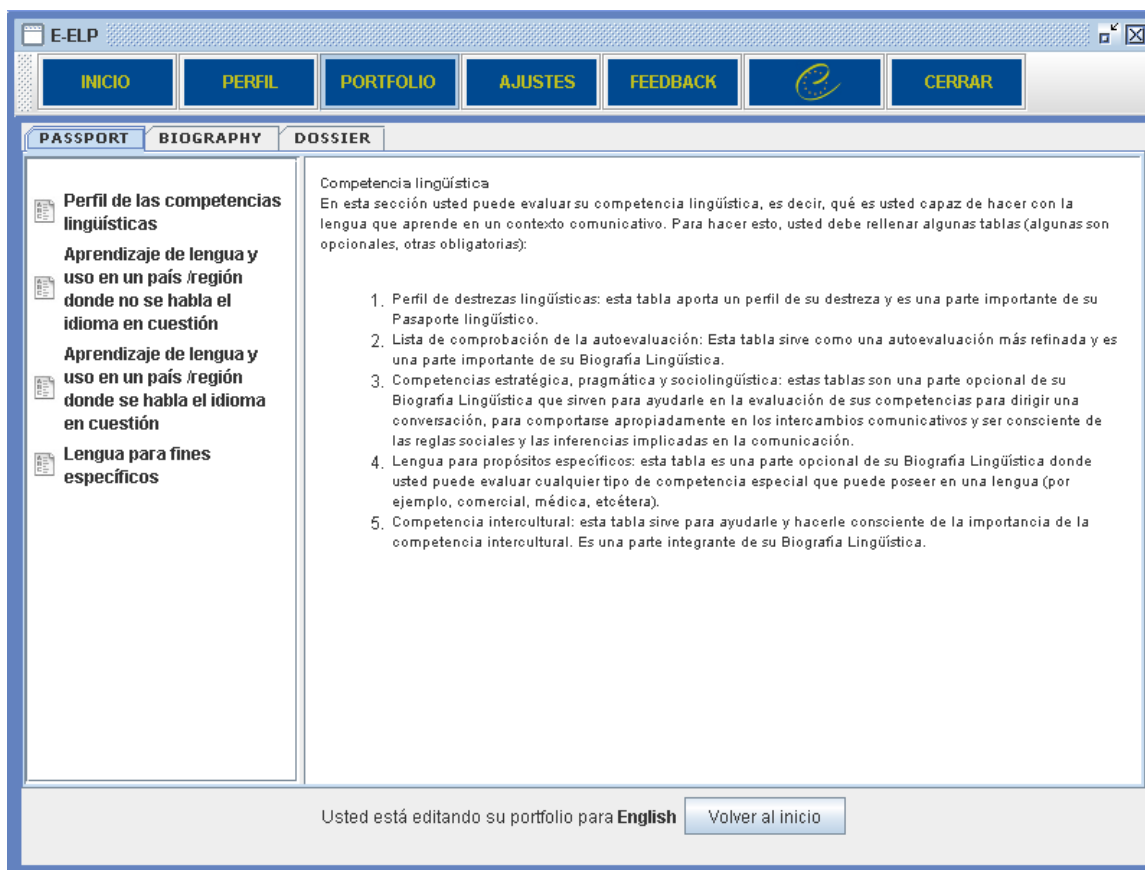 E-ELP
INICIO PERFIL PORTFOLIO AJUSTES FEEDBACK CERRAR
PASSPORT BIOGRAPHY DOSSIER
Perfil de las competencias
lingüísticas
Aprendizaje de lengua y
uso en un país /región
donde no se habla el
idioma en cuestión
Aprendizaje de lengua y
uso en un país /región
donde se habla el idioma
en cuestión
Lengua para fines
específicos
Competencia lingüística
En esta sección usted puede evaluar su competencia lingüística, es decir, qué es usted capaz de hacer con la
lengua que aprende en un contexto comunicativo. Para hacer esto, usted debe rellenar algunas tablas (algunas son
opcionales, otras obligatorias):
1. Perfil de destrezas lingüísticas: esta tabla aporta un perfil de su destreza y es una parte importante de su
Pasaporte lingüístico.
2. Lista de comprobación de la autoevaluación: Esta tabla sirve como una autoevaluación más refinada y es
una parte importante de su Biografía Lingüística.
3. Competencias estratégica, pragmática y sociolingüística: estas tablas son una parte opcional de su
Biografía Lingüística que sirven para ayudarle en la evaluación de sus competencias para dirigir una
conversación, para comportarse apropiadamente en los intercambios comunicativos y ser consciente de
las reglas sociales y las inferencias implicadas en la comunicación.
4. Lengua para propósitos específicos: esta tabla es una parte opcional de su Biografía Lingüística donde
usted puede evaluar cualquier tipo de competencia especial que puede poseer en una lengua (por
ejemplo, comercial, médica, etcétera).
5. Competencia intercultural: esta tabla sirve para ayudarle y hacerle consciente de la importancia de la
competencia intercultural. Es una parte integrante de su Biografía Lingüística.
Usted está editando su portfolio para English Volver al inicio